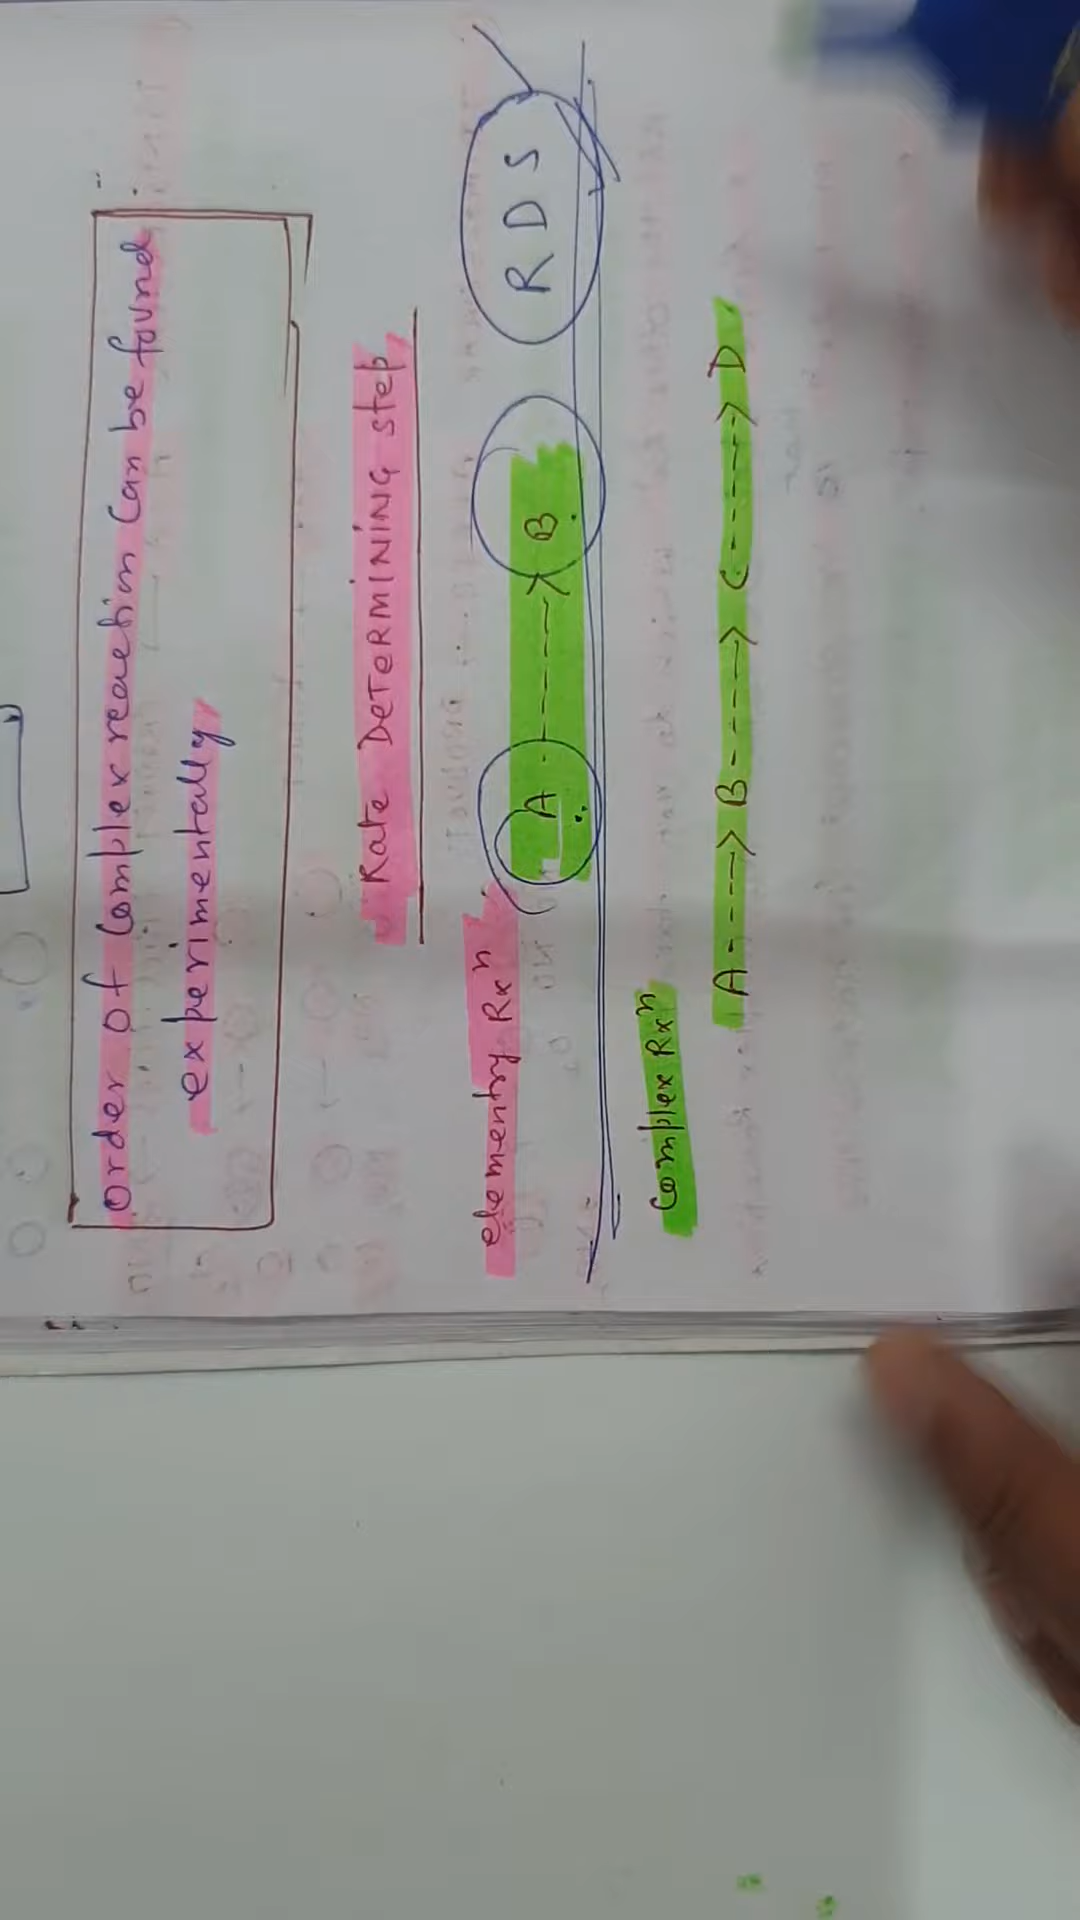 Order of Complex reaction can be found
experimentally
Rate DETERMINING step
elementry Rxn A -----> B RDS
Complex Rxn
A ----> B -----> C -----> D